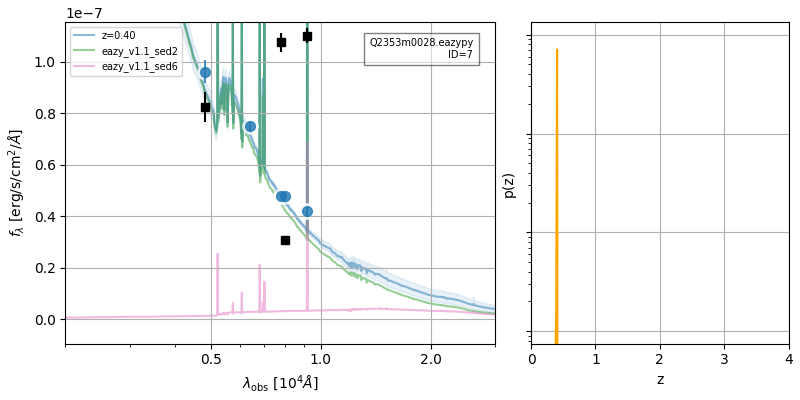 1e−7
z=0.40
eazy_v1.1_sed2
eazy_v1.1_sed6
Q2353m0028.eazypy
ID=7
1.0
0.8
0.6
0.4
0.2
0.0
fλ [erg/s/cm²/Å]
0.5 1.0 2.0
λobs [10⁴Å]
p(z)
0 1 2 3 4
z